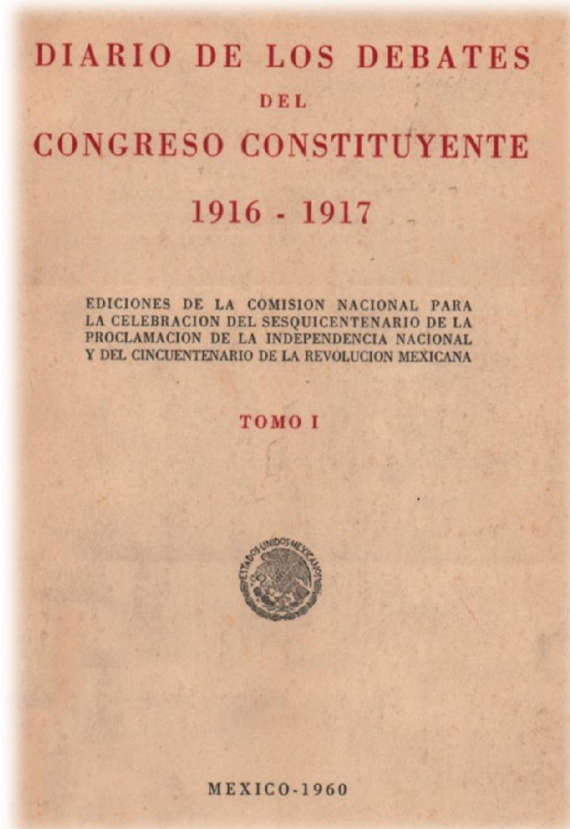 DIARIO DE LOS DEBATES
DEL
CONGRESO CONSTITUYENTE
1916 - 1917
EDICIONES DE LA COMISION NACIONAL PARA
LA CELEBRACION DEL SESQUICENTENARIO DE LA
PROCLAMACION DE LA INDEPENDENCIA NACIONAL
Y DEL CINCUENTENARIO DE LA REVOLUCION MEXICANA
TOMO I
ESTADOS UNIDOS MEXICANOS
MEXICO-1960